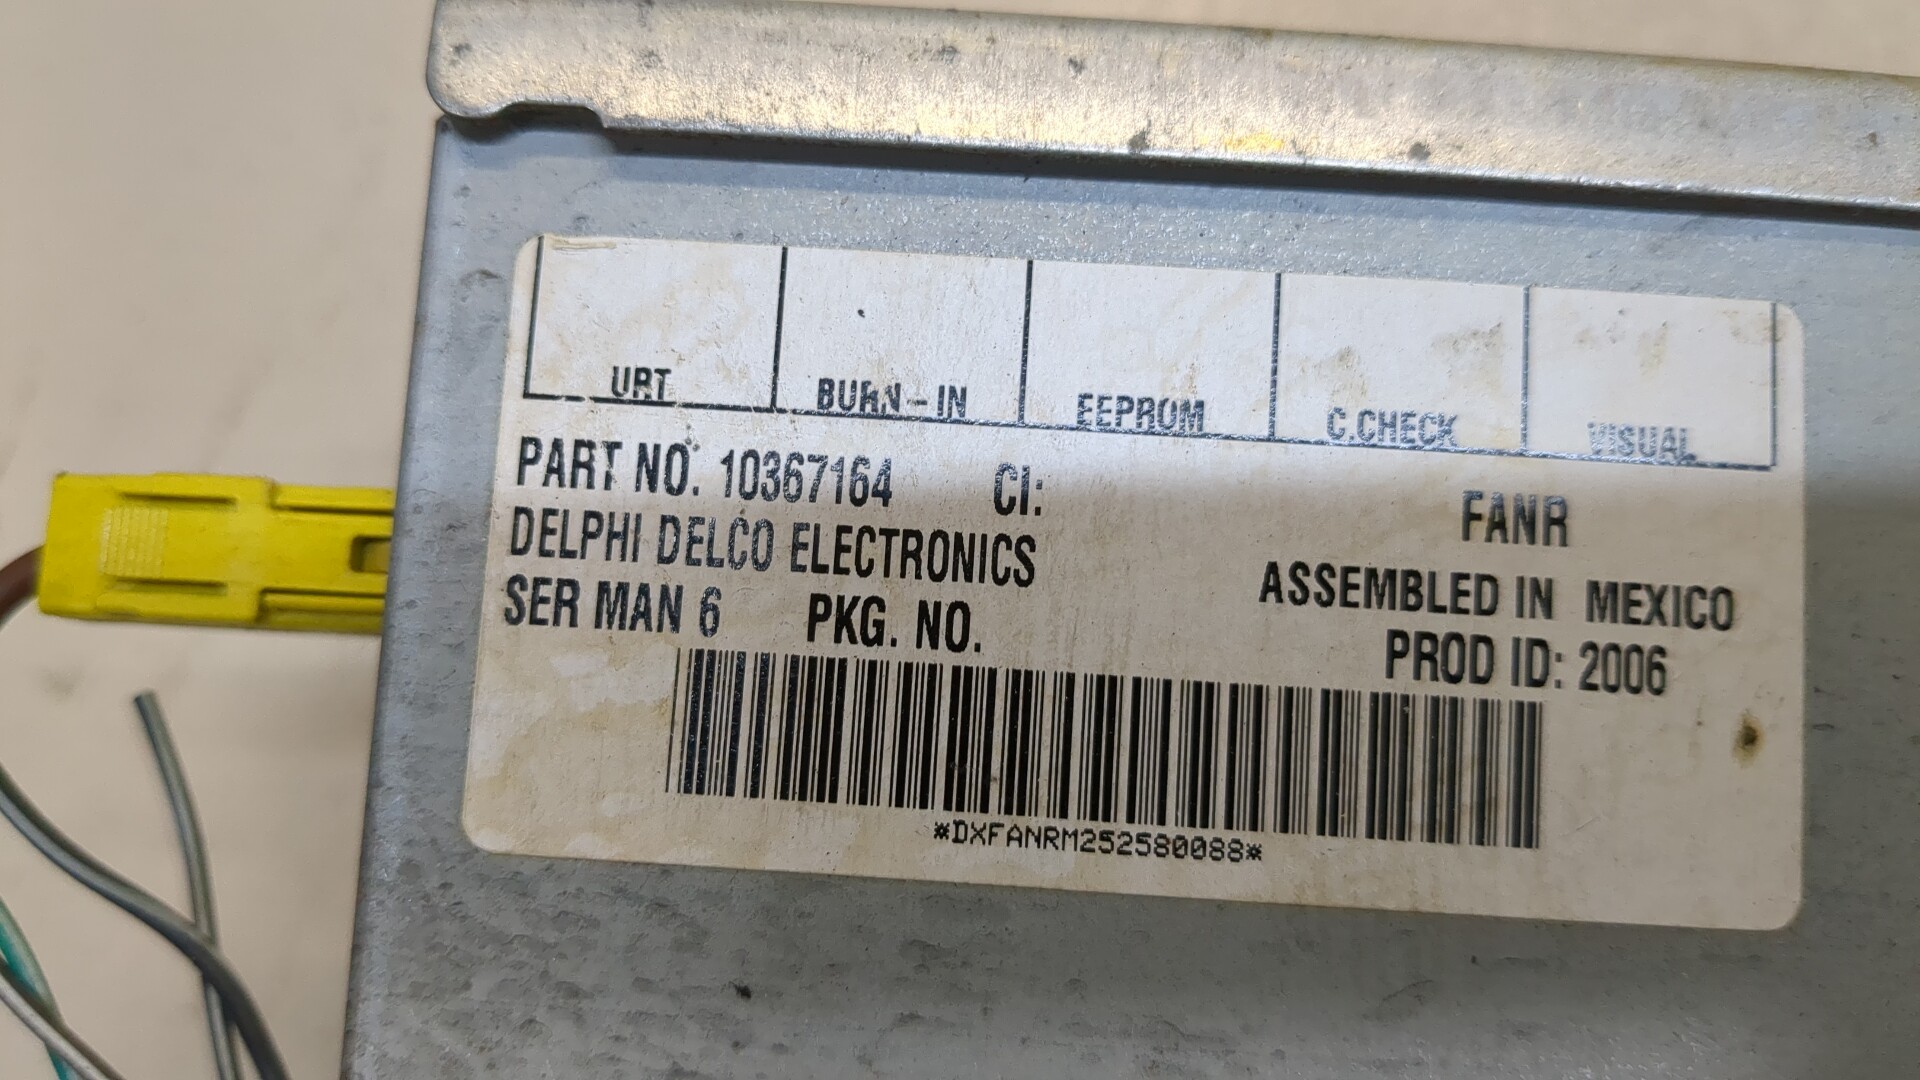 URT BURN-IN EEPROM C.CHECK VISUAL
PART NO. 10367164 CI: FANR
DELPHI DELCO ELECTRONICS ASSEMBLED IN MEXICO
SER MAN 6 PKG. NO. PROD ID: 2006
*DXFANRM252580088*